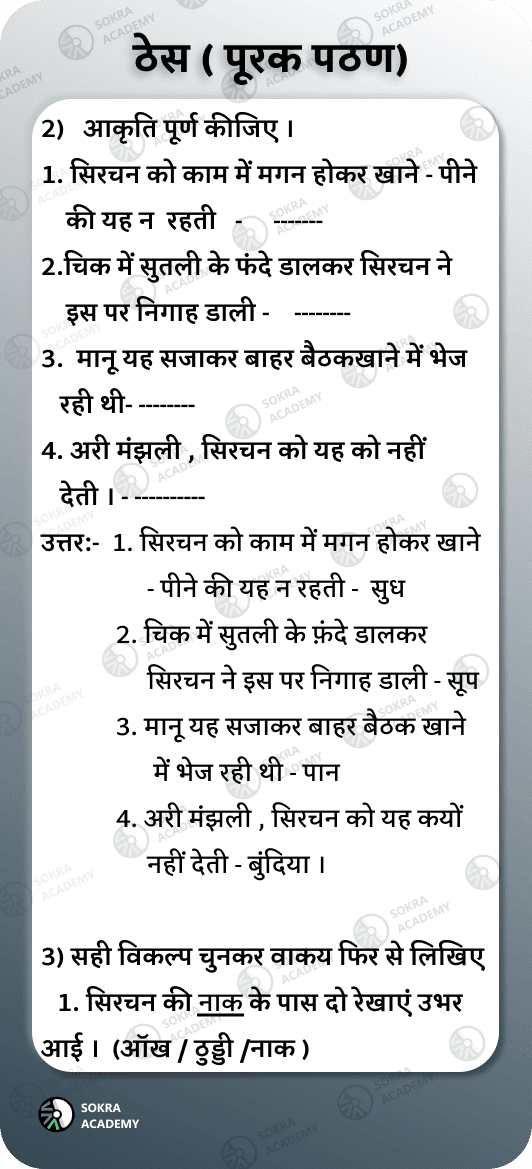 ठेस ( पूरक पठण)
2) आकृति पूर्ण कीजिए ।
1. सिरचन को काम में मगन होकर खाने - पीने
की यह न रहती - -------
2.चिक में सुतली के फंदे डालकर सिरचन ने
इस पर निगाह डाली - --------
3. मानू यह सजाकर बाहर बैठकखाने में भेज
रही थी- --------
4. अरी मंझली , सिरचन को यह को नहीं
देती । - ----------
उत्तर:- 1. सिरचन को काम में मगन होकर खाने
- पीने की यह न रहती - सुध
2. चिक में सुतली के फ़ंदे डालकर
सिरचन ने इस पर निगाह डाली - सूप
3. मानू यह सजाकर बाहर बैठक खाने
में भेज रही थी - पान
4. अरी मंझली , सिरचन को यह कयों
नहीं देती - बुंदिया ।
3) सही विकल्प चुनकर वाकय फिर से लिखिए
1. सिरचन की नाक के पास दो रेखाएं उभर
आई । (ऑख / ठुड्डी /नाक )
SOKRA
ACADEMY